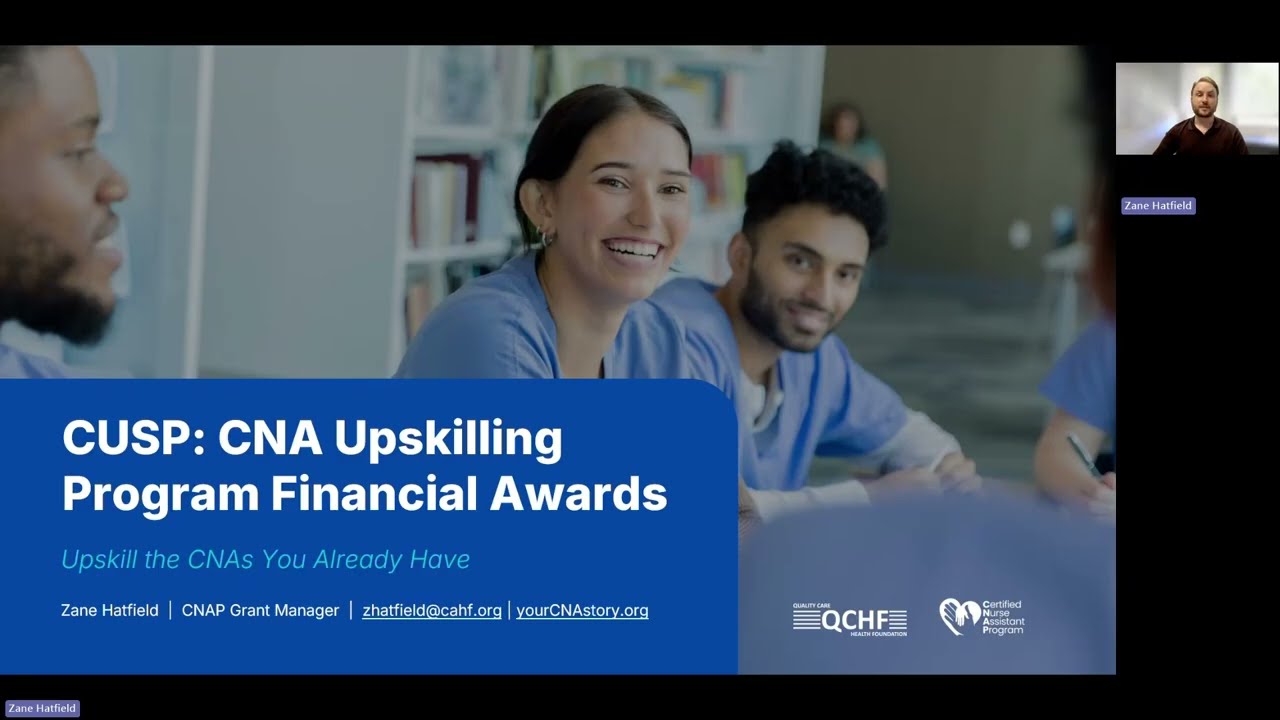 CUSP: CNA Upskilling
Program Financial Awards
Upskill the CNAs You Already Have
Zane Hatfield | CNAP Grant Manager | zhatfield@cahf.org | yourCNAstory.org
QUALITY CARE
QCHF
HEALTH FOUNDATION
Certified
Nurse
Assistant
Program
Zane Hatfield
Zane Hatfield